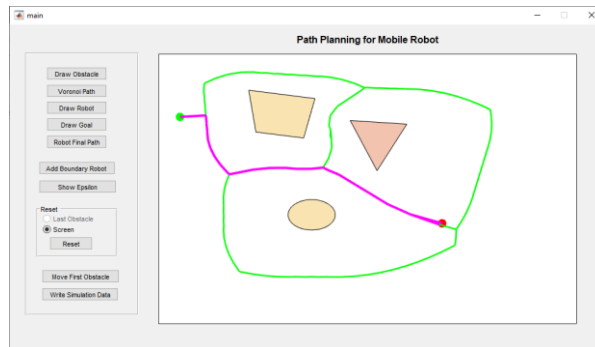 main
Path Planning for Mobile Robot
Draw Obstacle
Voronoi Path
Draw Robot
Draw Goal
Robot Final Path
Add Boundary Robot
Show Epsilon
Reset
Last Obstacle
Screen
Reset
Move First Obstacle
Write Simulation Data